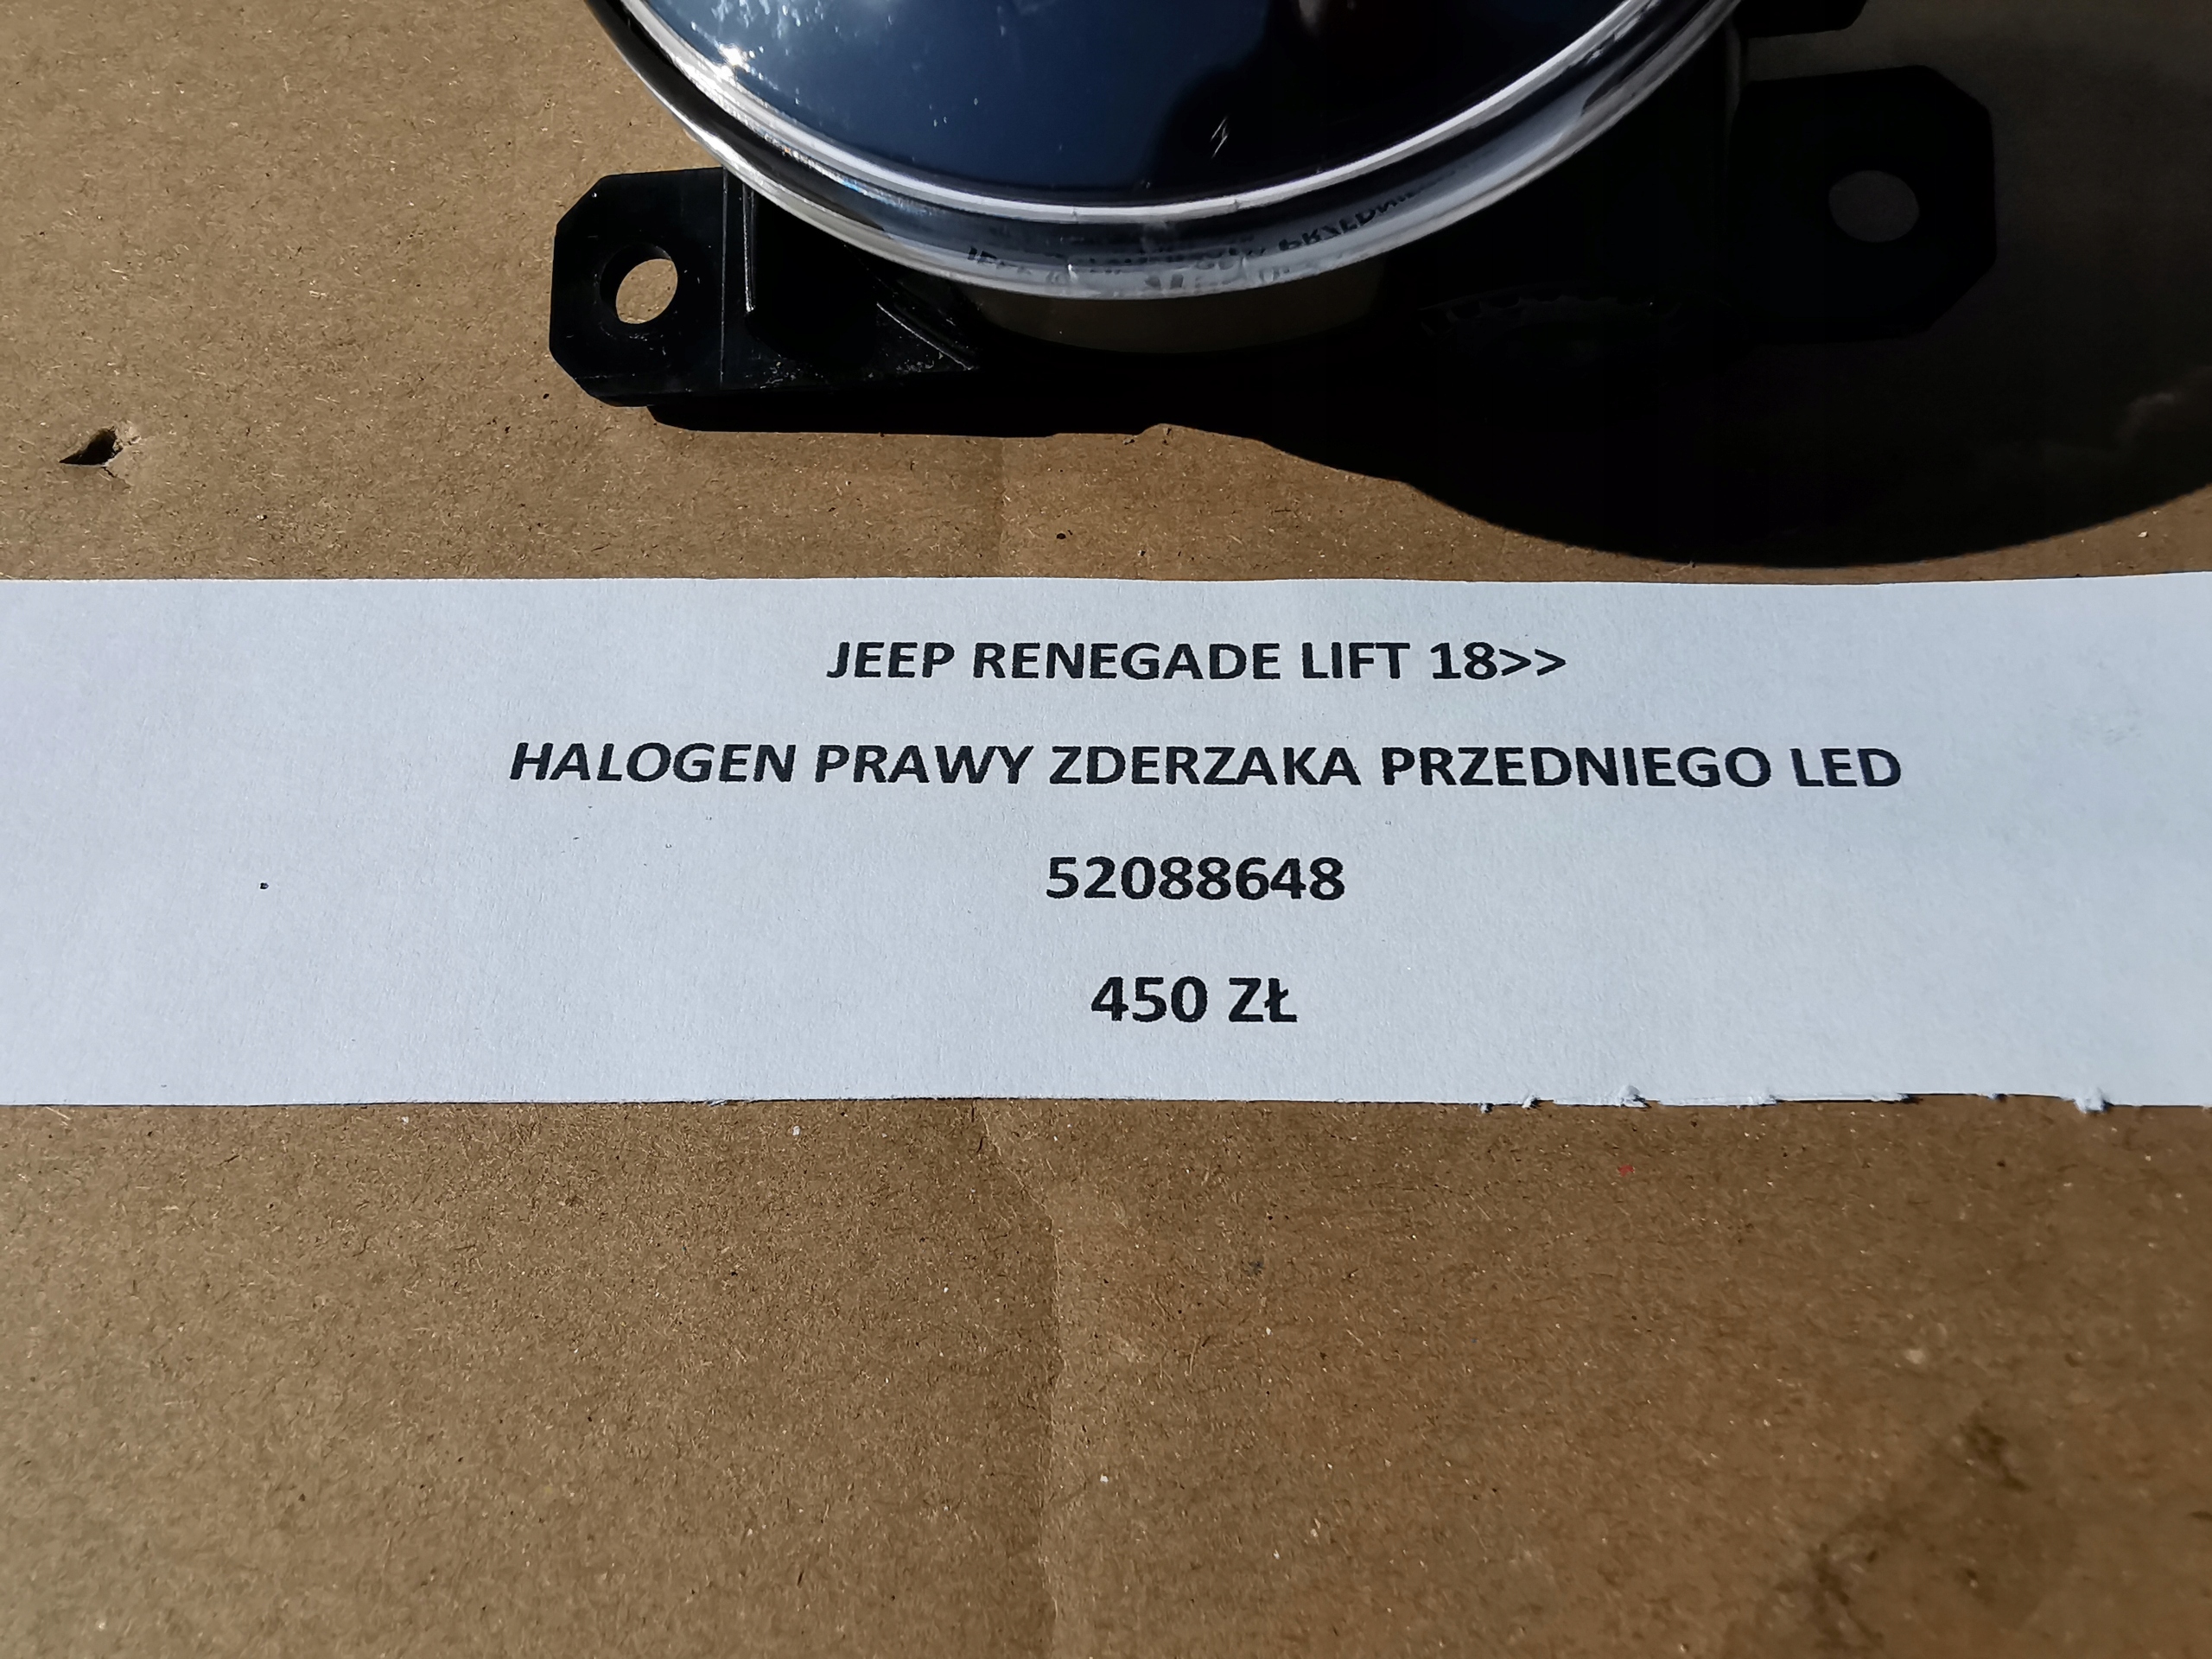 JEEP RENEGADE LIFT 18>>
HALOGEN PRAWY ZDERZAKA PRZEDNIEGO LED
52088648
450 ZŁ